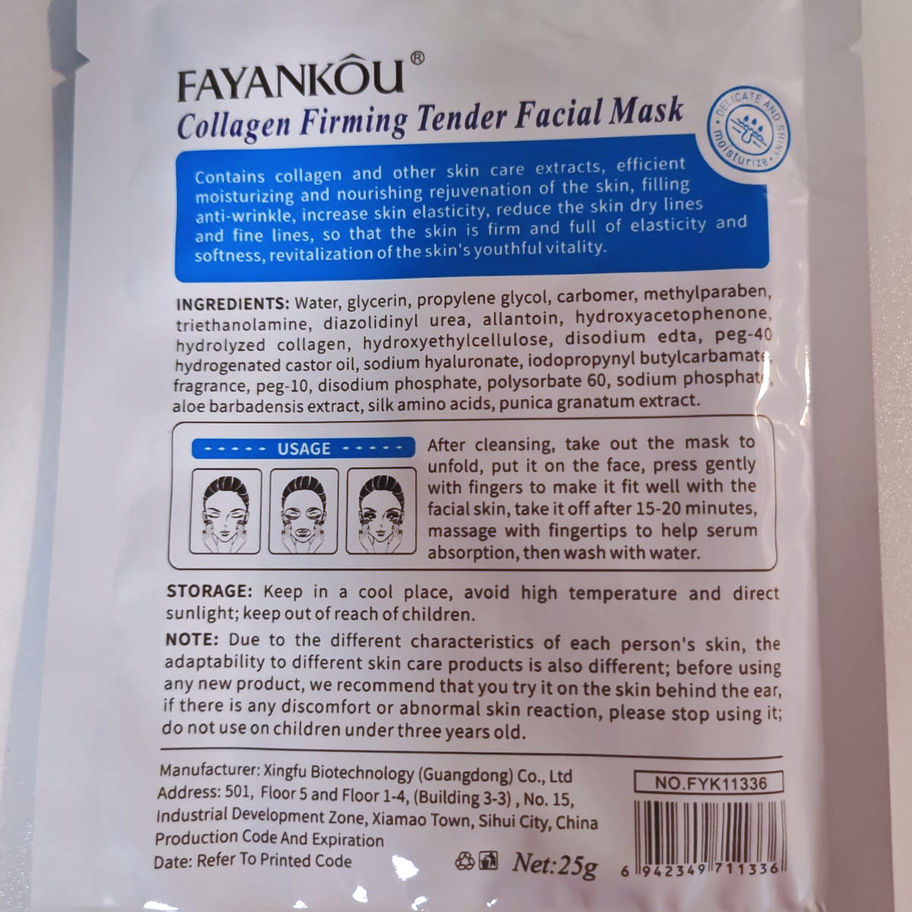 FAYANKÔU®
Collagen Firming Tender Facial Mask
DELICATE AND SHINY
moisturize
Contains collagen and other skin care extracts, efficient
moisturizing and nourishing rejuvenation of the skin, filling
anti-wrinkle, increase skin elasticity, reduce the skin dry lines
and fine lines, so that the skin is firm and full of elasticity and
softness, revitalization of the skin's youthful vitality.
INGREDIENTS: Water, glycerin, propylene glycol, carbomer, methylparaben,
triethanolamine, diazolidinyl urea, allantoin, hydroxyacetophenone,
hydrolyzed collagen, hydroxyethylcellulose, disodium edta, peg-40
hydrogenated castor oil, sodium hyaluronate, iodopropynyl butylcarbamate,
fragrance, peg-10, disodium phosphate, polysorbate 60, sodium phosphate,
aloe barbadensis extract, silk amino acids, punica granatum extract.
----- USAGE -----
After cleansing, take out the mask to
unfold, put it on the face, press gently
with fingers to make it fit well with the
facial skin, take it off after 15-20 minutes,
massage with fingertips to help serum
absorption, then wash with water.
STORAGE: Keep in a cool place, avoid high temperature and direct
sunlight; keep out of reach of children.
NOTE: Due to the different characteristics of each person's skin, the
adaptability to different skin care products is also different; before using
any new product, we recommend that you try it on the skin behind the ear,
if there is any discomfort or abnormal skin reaction, please stop using it;
do not use on children under three years old.
Manufacturer: Xingfu Biotechnology (Guangdong) Co., Ltd
Address: 501, Floor 5 and Floor 1-4, (Building 3-3) , No. 15,
Industrial Development Zone, Xiamao Town, Sihui City, China
Production Code And Expiration
Date: Refer To Printed Code
Net:25g
NO.FYK11336
6 942349 711336